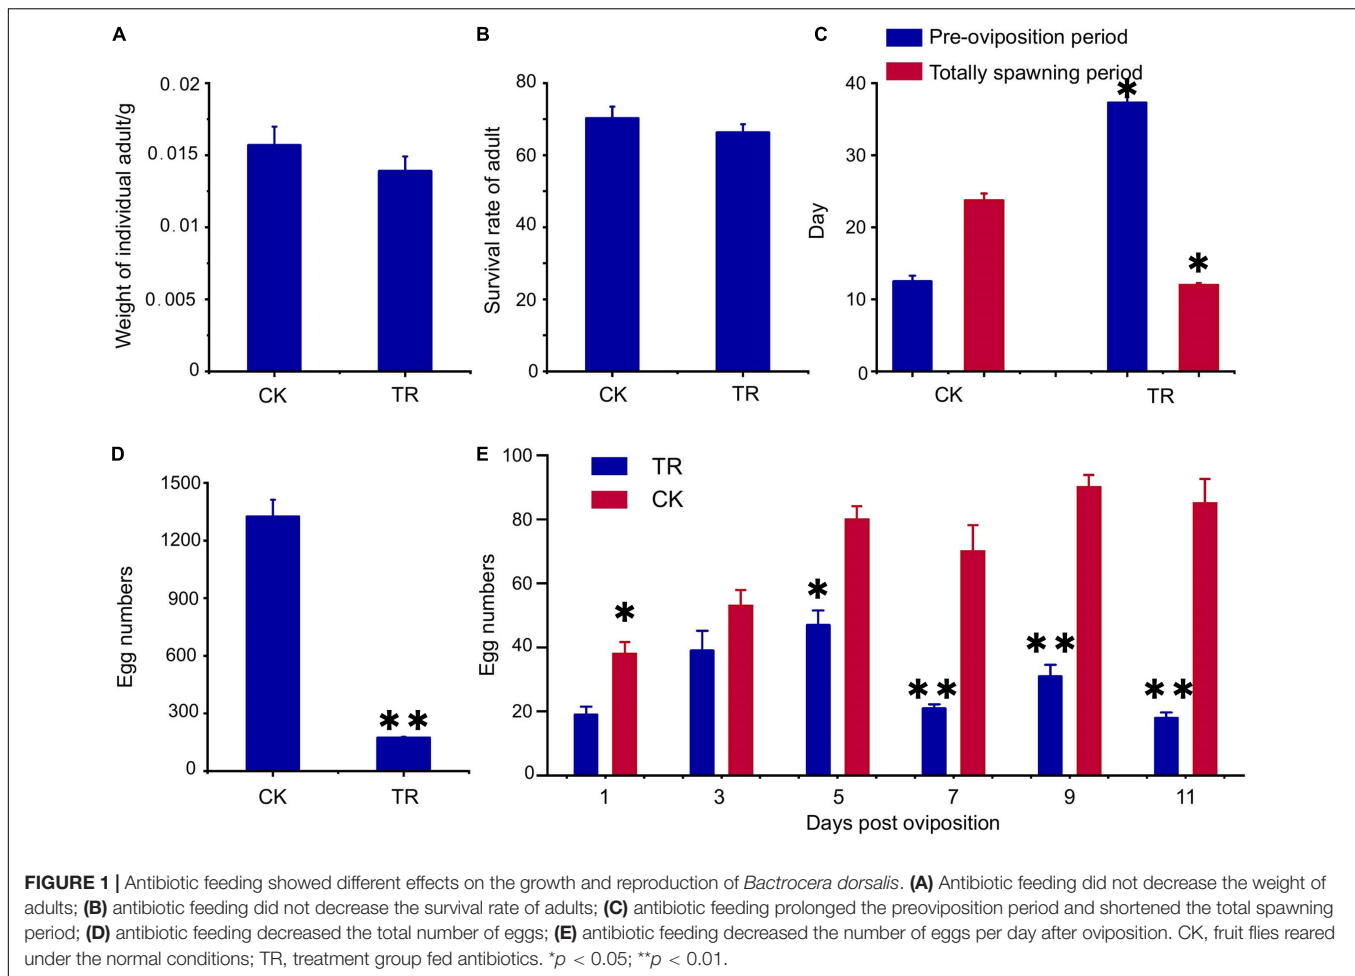 A
Weight of individual adult/g
0.02
0.015
0.01
0.005
0
CK
TR
B
Survival rate of adult
80
60
40
20
0
CK
TR
C
Pre-oviposition period
Totally spawning period
Day
40
30
20
10
0
*
*
CK
TR
D
Egg numbers
1500
1200
900
600
300
0
**
CK
TR
E
TR
CK
Egg numbers
100
80
60
40
20
0
*
*
**
**
**
1 3 5 7 9 11
Days post oviposition
FIGURE 1 | Antibiotic feeding showed different effects on the growth and reproduction of Bactrocera dorsalis. (A) Antibiotic feeding did not decrease the weight of
adults; (B) antibiotic feeding did not decrease the survival rate of adults; (C) antibiotic feeding prolonged the preoviposition period and shortened the total spawning
period; (D) antibiotic feeding decreased the total number of eggs; (E) antibiotic feeding decreased the number of eggs per day after oviposition. CK, fruit flies reared
under the normal conditions; TR, treatment group fed antibiotics. *p < 0.05; **p < 0.01.